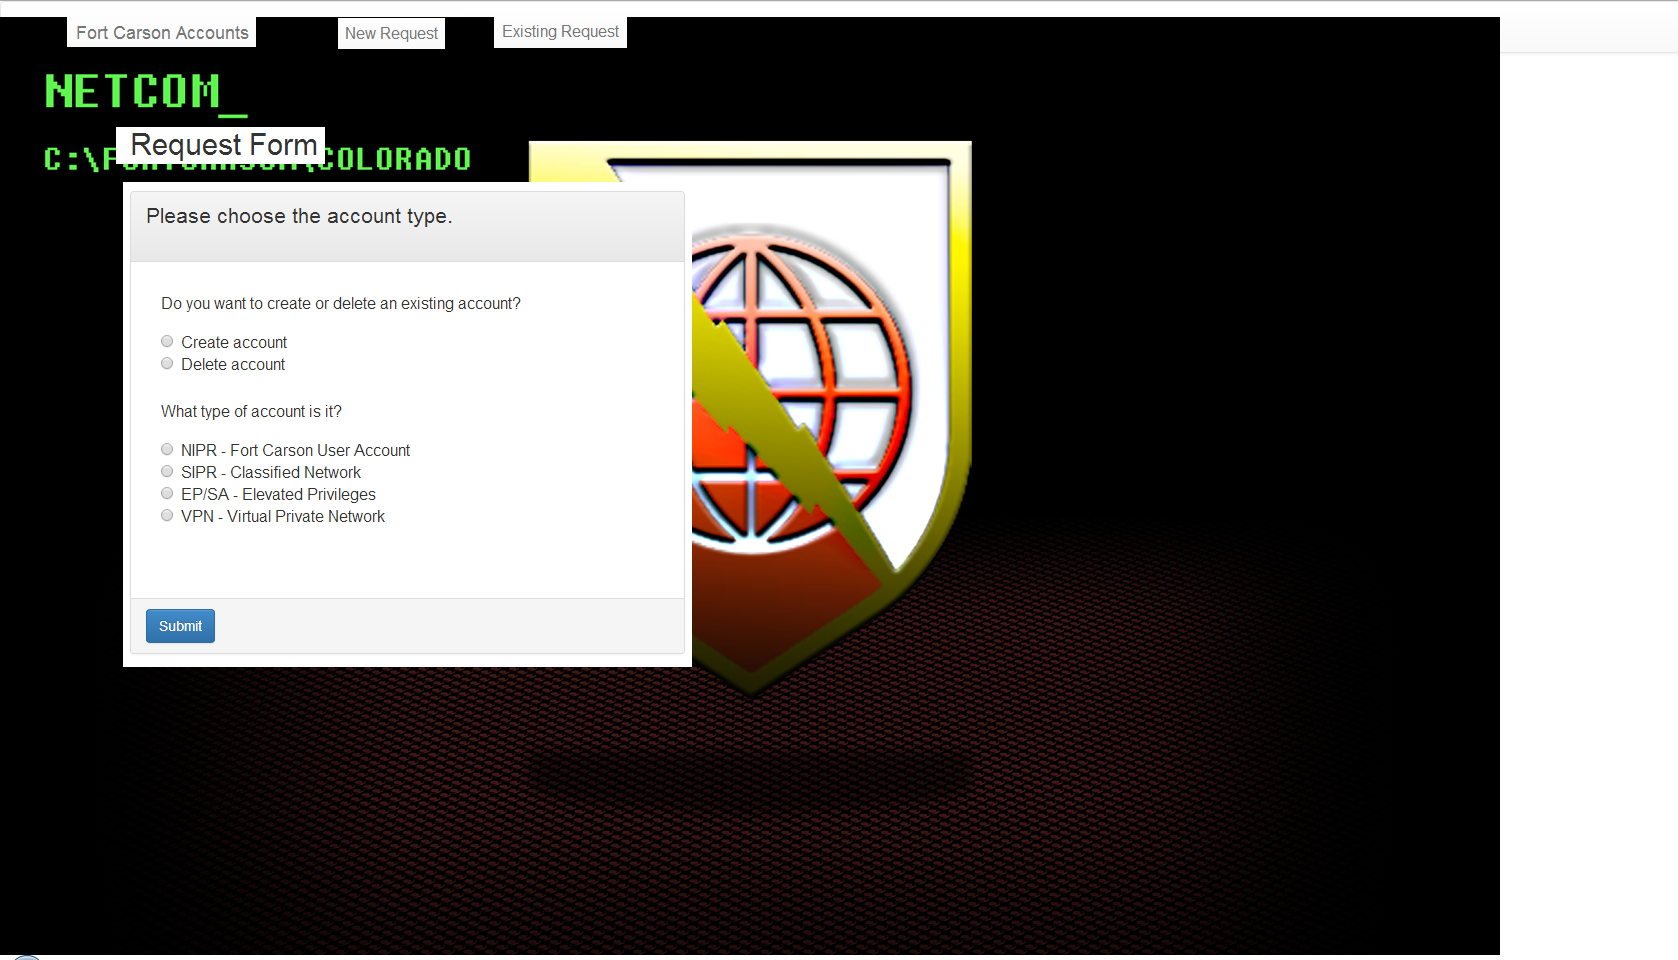 Fort Carson Accounts
New Request
Existing Request
NETCOM_
Request Form
C:\F COLORADO
Please choose the account type.
Do you want to create or delete an existing account?
Create account
Delete account
What type of account is it?
NIPR - Fort Carson User Account
SIPR - Classified Network
EP/SA - Elevated Privileges
VPN - Virtual Private Network
Submit